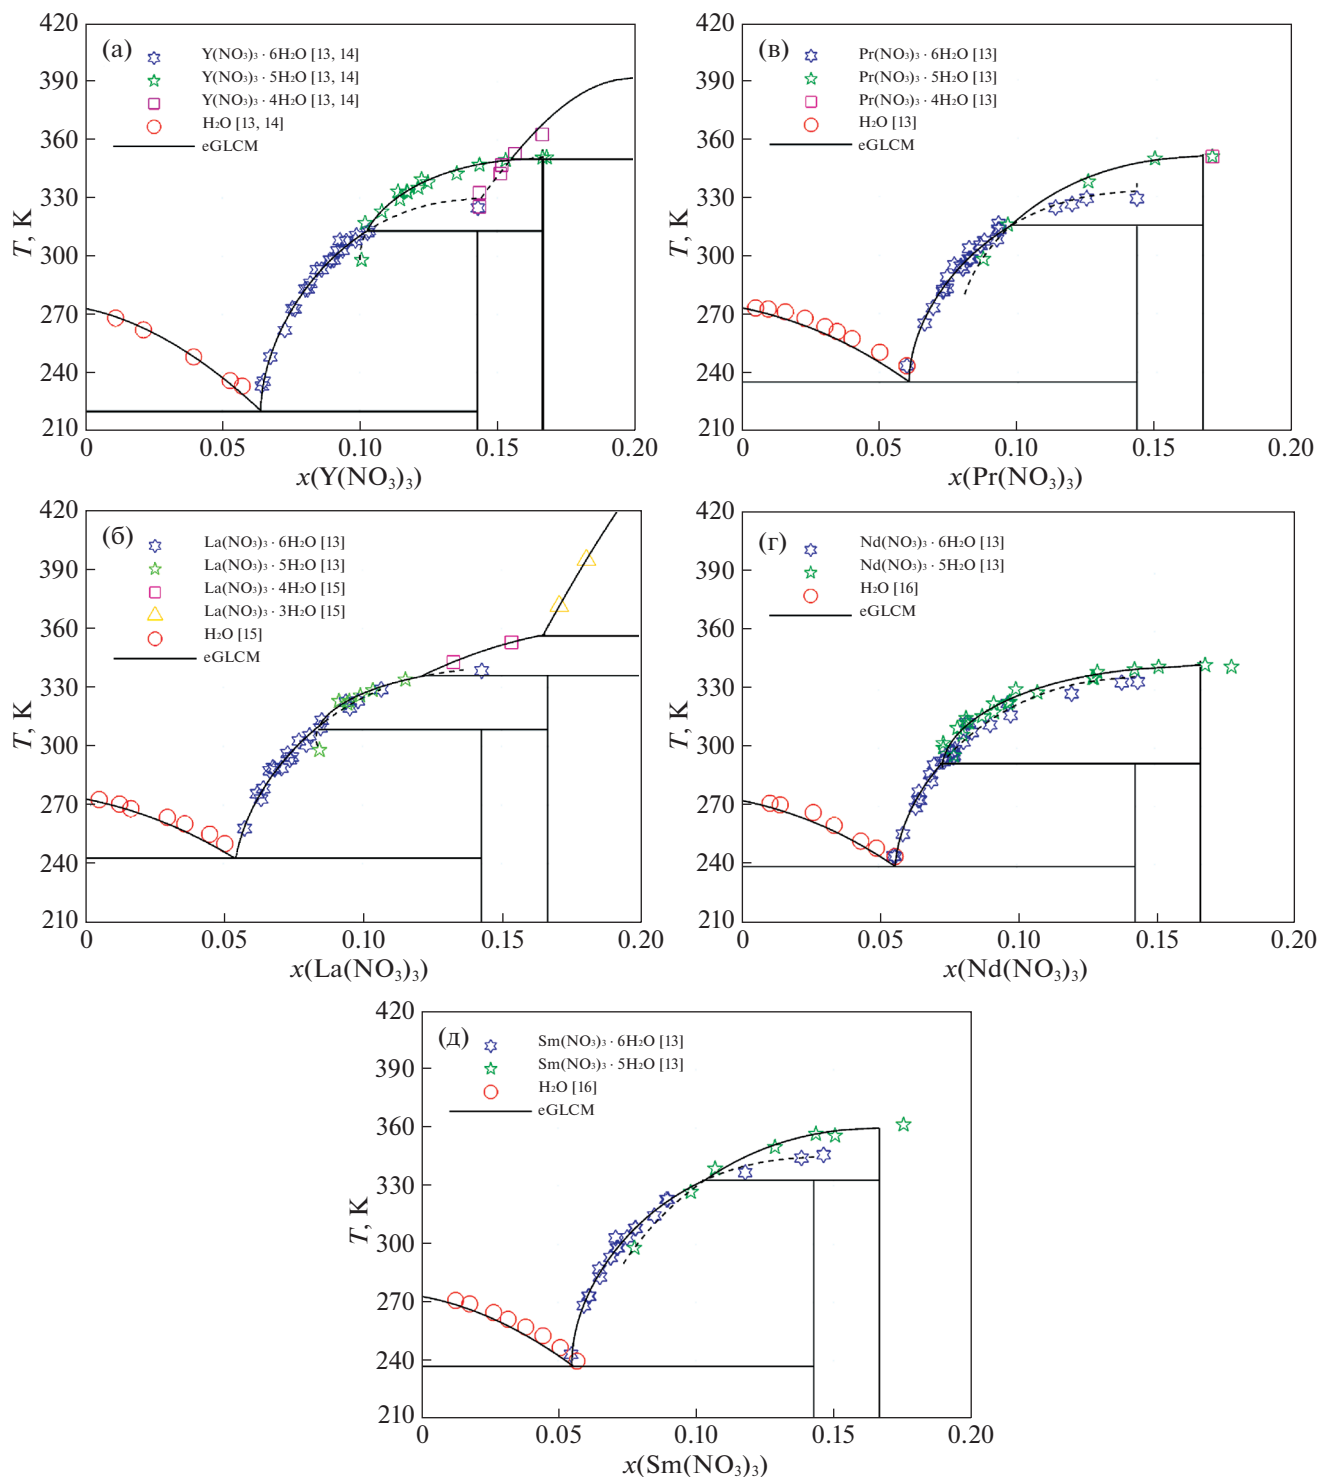 (а)
Y(NO3)3 · 6H2O [13, 14]
Y(NO3)3 · 5H2O [13, 14]
Y(NO3)3 · 4H2O [13, 14]
H2O [13, 14]
eGLCM
T, K
420
390
360
330
300
270
240
210
0
0.05
0.10
0.15
0.20
x(Y(NO3)3)
(в)
Pr(NO3)3 · 6H2O [13]
Pr(NO3)3 · 5H2O [13]
Pr(NO3)3 · 4H2O [13]
H2O [13]
eGLCM
T, K
420
390
360
330
300
270
240
210
0
0.05
0.10
0.15
0.20
x(Pr(NO3)3)
(б)
La(NO3)3 · 6H2O [13]
La(NO3)3 · 5H2O [13]
La(NO3)3 · 4H2O [15]
La(NO3)3 · 3H2O [15]
H2O [15]
eGLCM
T, K
420
390
360
330
300
270
240
210
0
0.05
0.10
0.15
0.20
x(La(NO3)3)
(г)
Nd(NO3)3 · 6H2O [13]
Nd(NO3)3 · 5H2O [13]
H2O [16]
eGLCM
T, K
420
390
360
330
300
270
240
210
0
0.05
0.10
0.15
0.20
x(Nd(NO3)3)
(д)
Sm(NO3)3 · 6H2O [13]
Sm(NO3)3 · 5H2O [13]
H2O [16]
eGLCM
T, K
420
390
360
330
300
270
240
210
0
0.05
0.10
0.15
0.20
x(Sm(NO3)3)